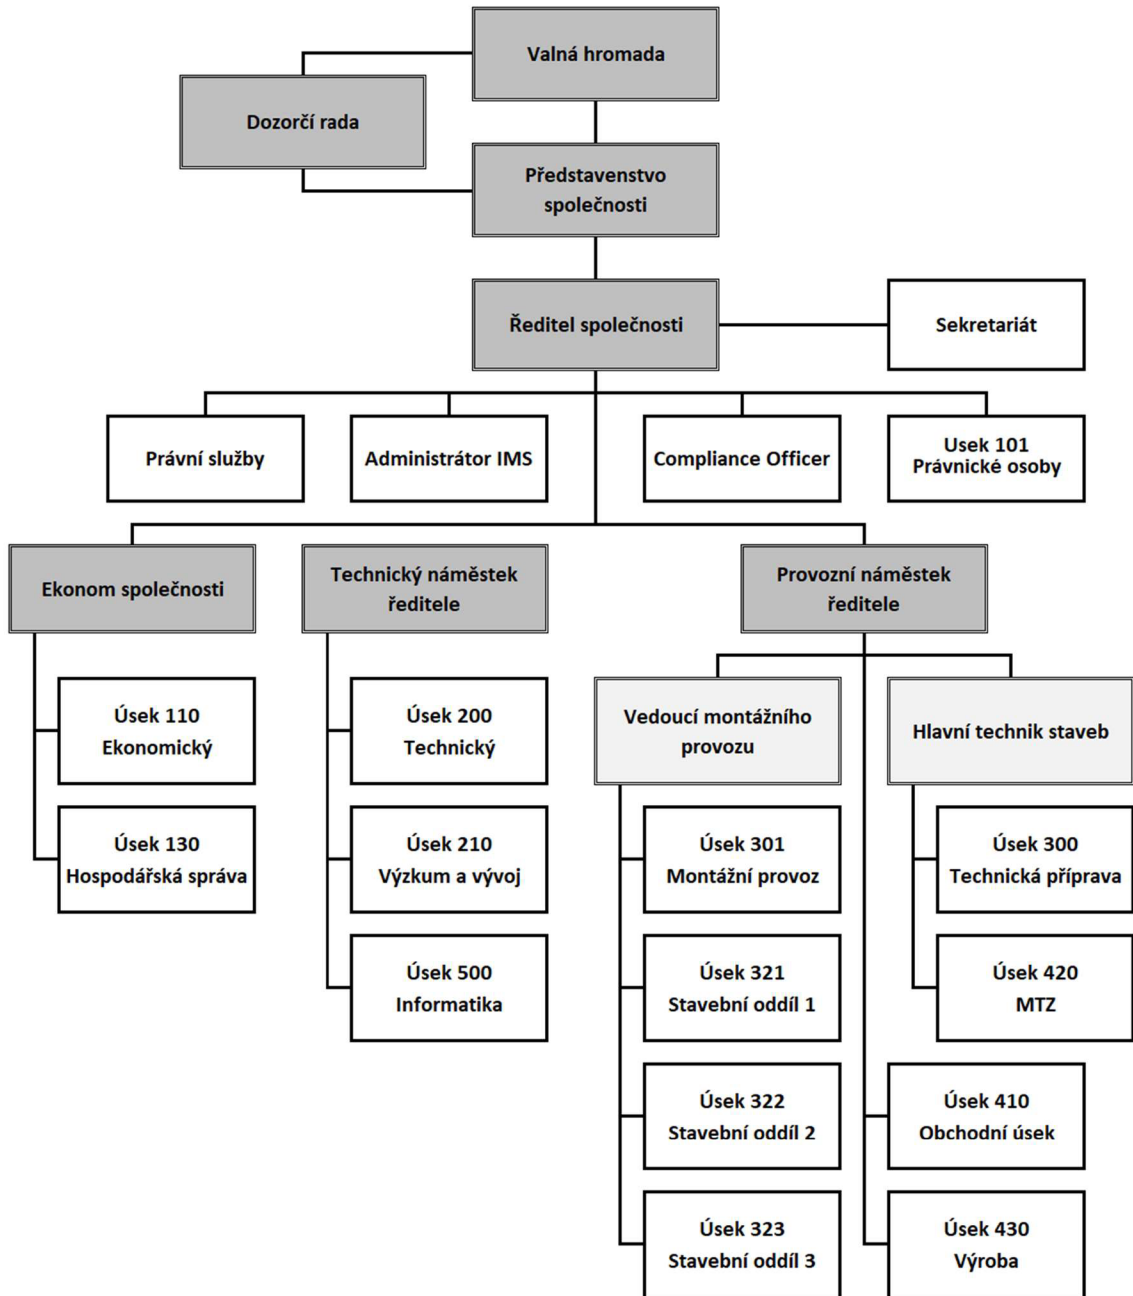 Valná hromada
Dozorčí rada
Představenstvo
společnosti
Ředitel společnosti
Sekretariát
Právní služby
Administrátor IMS
Compliance Officer
Usek 101
Právnické osoby
Ekonom společnosti
Technický náměstek
ředitele
Provozní náměstek
ředitele
Úsek 110
Ekonomický
Úsek 200
Technický
Vedoucí montážního
provozu
Hlavní technik staveb
Úsek 130
Hospodářská správa
Úsek 210
Výzkum a vývoj
Úsek 301
Montážní provoz
Úsek 300
Technická příprava
Úsek 500
Informatika
Úsek 321
Stavební oddíl 1
Úsek 420
MTZ
Úsek 322
Stavební oddíl 2
Úsek 410
Obchodní úsek
Úsek 323
Stavební oddíl 3
Úsek 430
Výroba